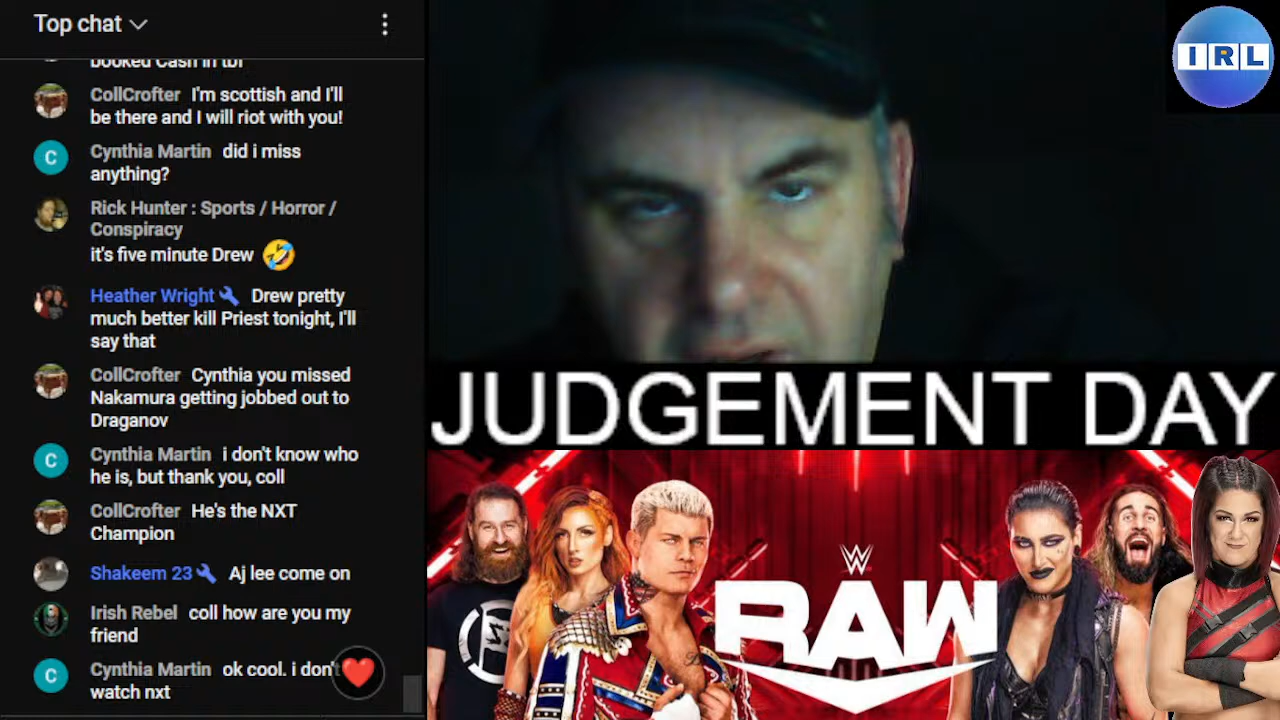 Top chat
booked Cash in tbf
CollCrofter I'm scottish and I'll
be there and I will riot with you!
Cynthia Martin did i miss
anything?
Rick Hunter : Sports / Horror /
Conspiracy
it's five minute Drew 🤣
Heather Wright Drew pretty
much better kill Priest tonight, I'll
say that
CollCrofter Cynthia you missed
Nakamura getting jobbed out to
Draganov
Cynthia Martin i don't know who
he is, but thank you, coll
CollCrofter He's the NXT
Champion
Shakeem 23 Aj lee come on
Irish Rebel coll how are you my
friend
Cynthia Martin ok cool. i don't
watch nxt
C
C
C
IRL
JUDGEMENT DAY
W
RAW